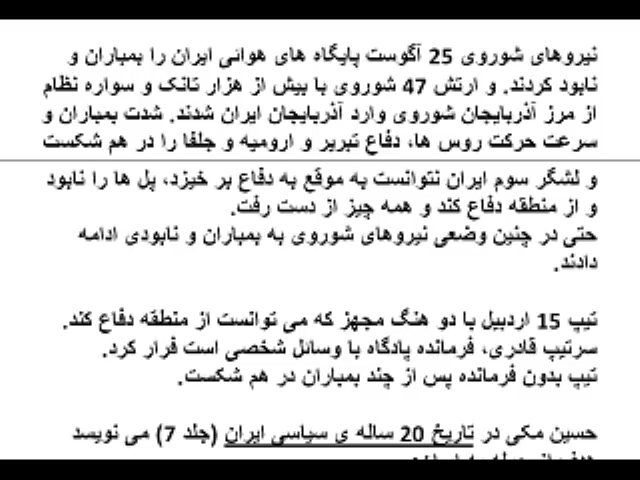 نیروهای شوروی 25 آگوست پایگاه های هوائی ایران را بمباران و
نابود کردند. و ارتش 47 شوروی با بیش از هزار تانک و سواره نظام
از مرز آذربایجان شوروی وارد آذربایجان ایران شدند. شدت بمباران و
سرعت حرکت روس ها، دفاع تبریر و ارومیه و جلفا را در هم شکست
و لشگر سوم ایران نتوانست به موقع به دفاع بر خیزد، پل ها را نابود
و از منطقه دفاع کند و همه چیز از دست رفت.
حتی در چنین وضعی نیروهای شوروی به بمباران و نابودی ادامه
دادند.
تیپ 15 اردبیل با دو هنگ مجهز که می توانست از منطقه دفاع کند.
سرتیپ قادری، فرمانده پادگاه با وسائل شخصی است فرار کرد.
تیپ بدون فرمانده پس از چند بمباران در هم شکست.
حسین مکی در تاریخ 20 ساله ی سیاسی ایران (جلد 7) می نویسد